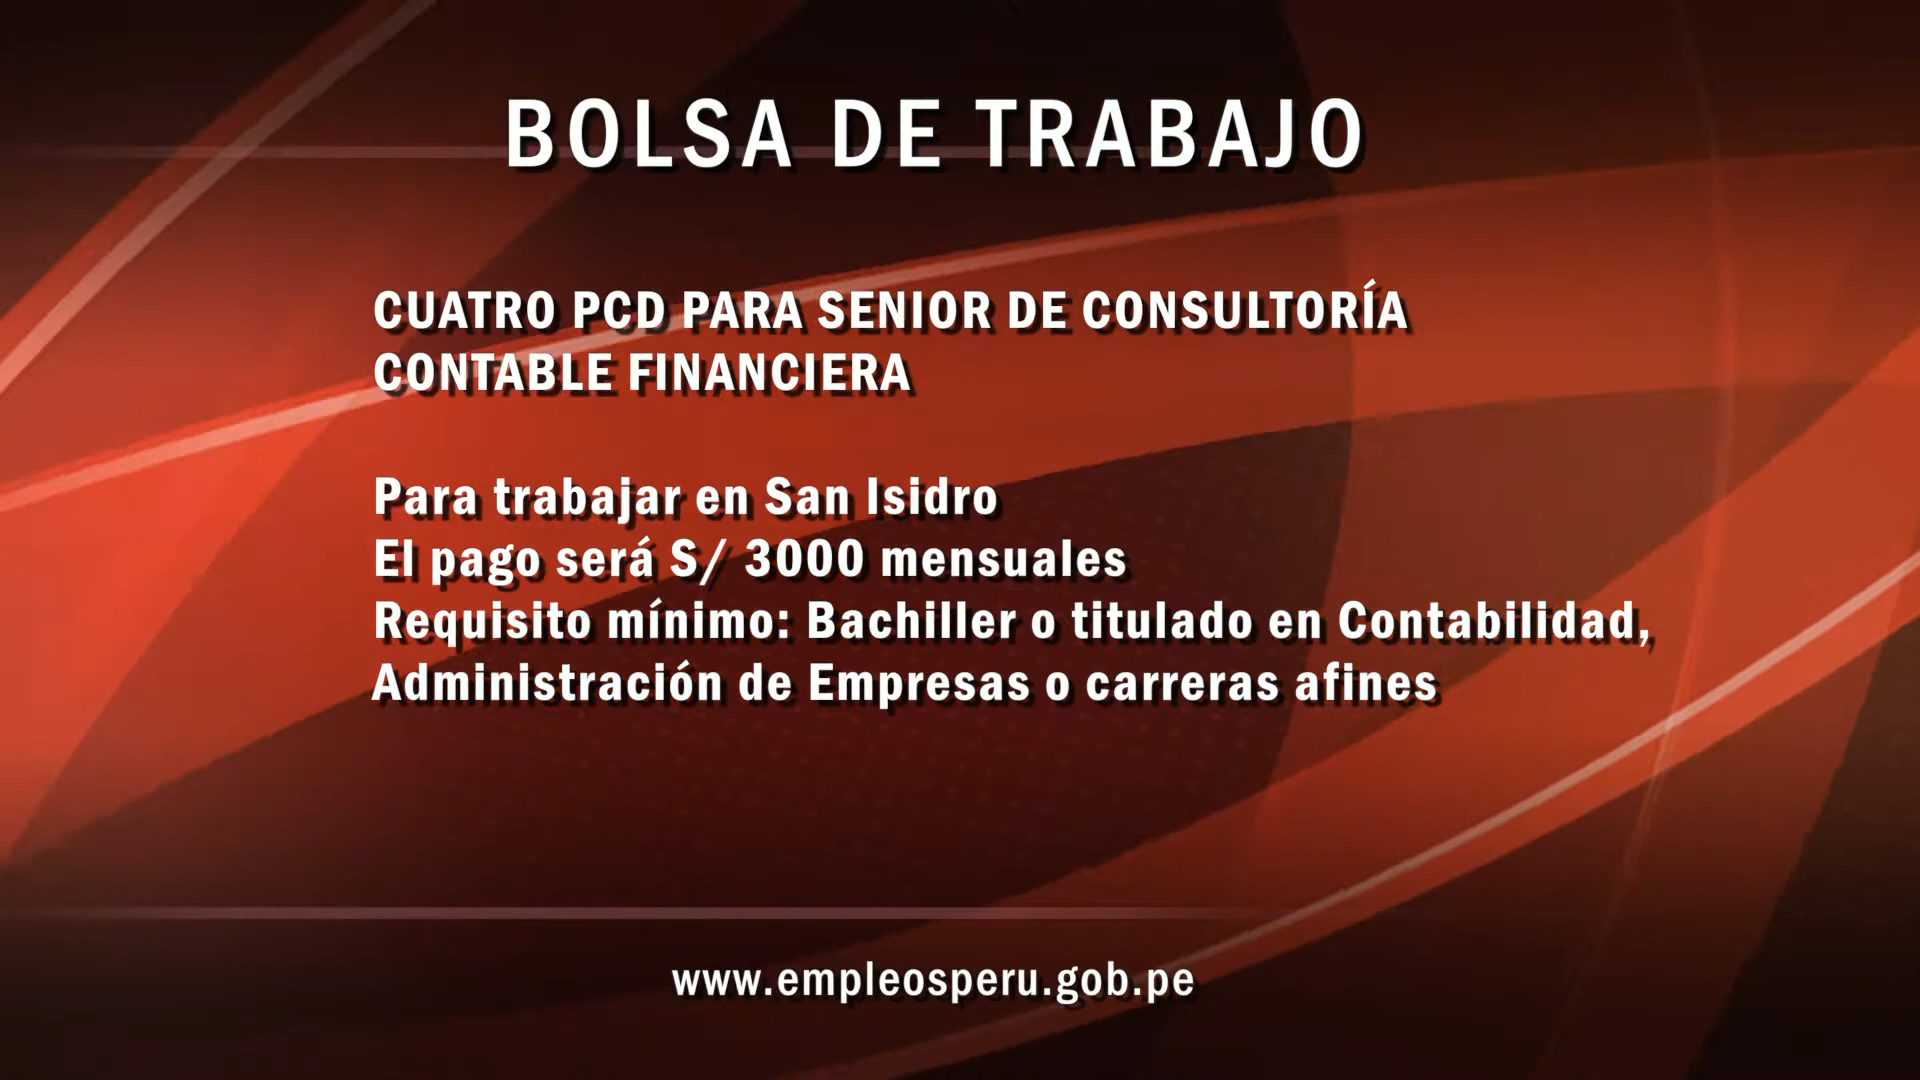 BOLSA DE TRABAJO
CUATRO PCD PARA SENIOR DE CONSULTORÍA
CONTABLE FINANCIERA
Para trabajar en San Isidro
El pago será S/ 3000 mensuales
Requisito mínimo: Bachiller o titulado en Contabilidad,
Administración de Empresas o carreras afines
www.empleosperu.gob.pe